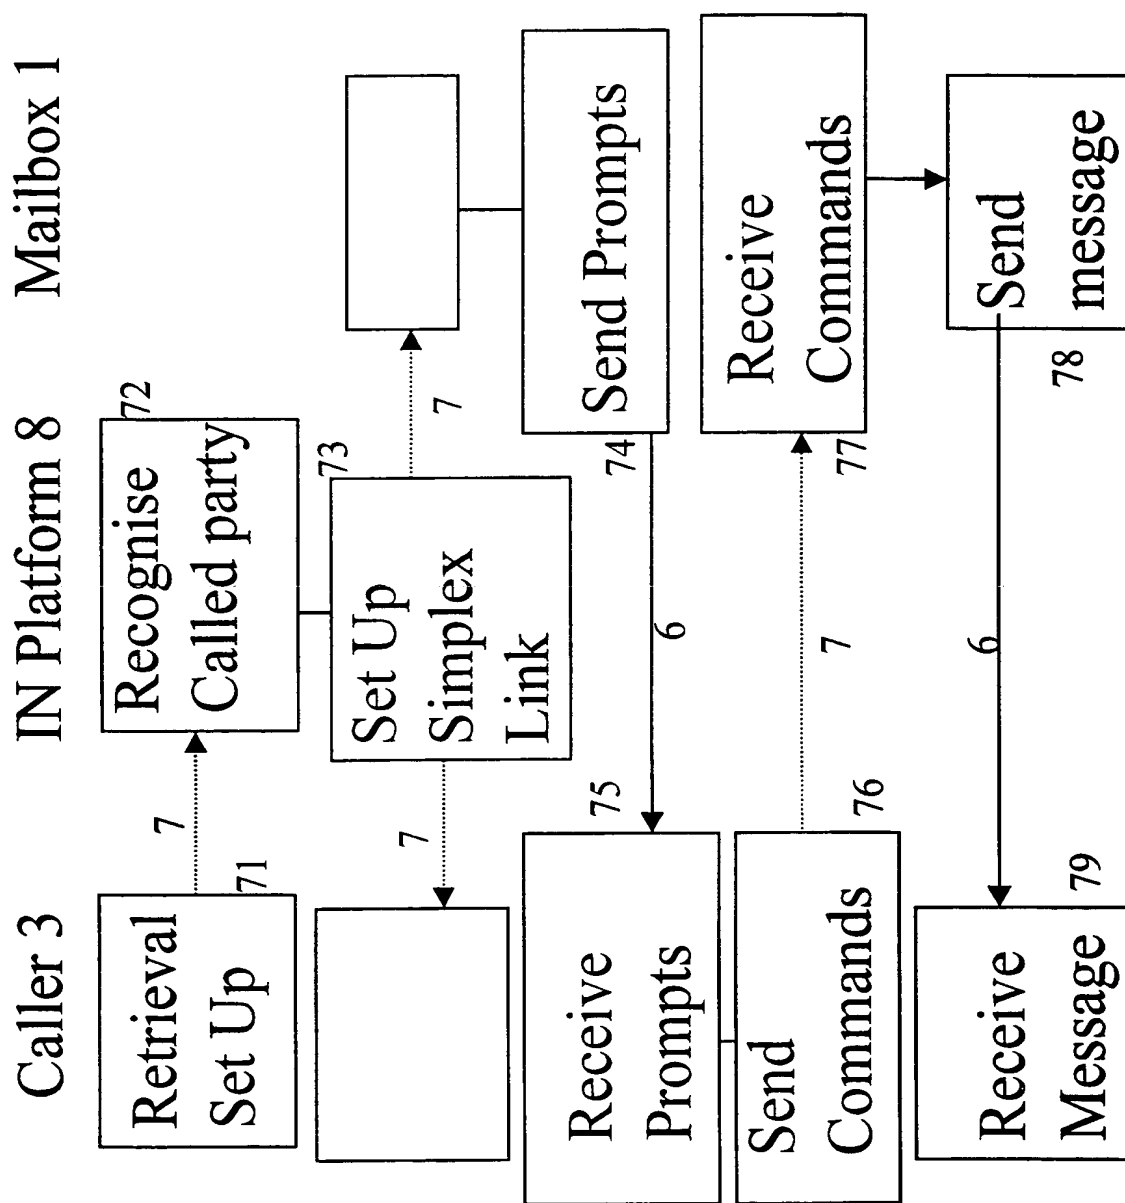 Caller 3
IN Platform 8
Mailbox 1
Retrieval
Set Up
71
7
Recognise
Called party
72
73
Set Up
Simplex
Link
7
7
Send Prompts
74
6
75
Receive
Prompts
Send
Commands
76
7
Receive
Commands
77
Send
message
78
6
Receive
Message
79